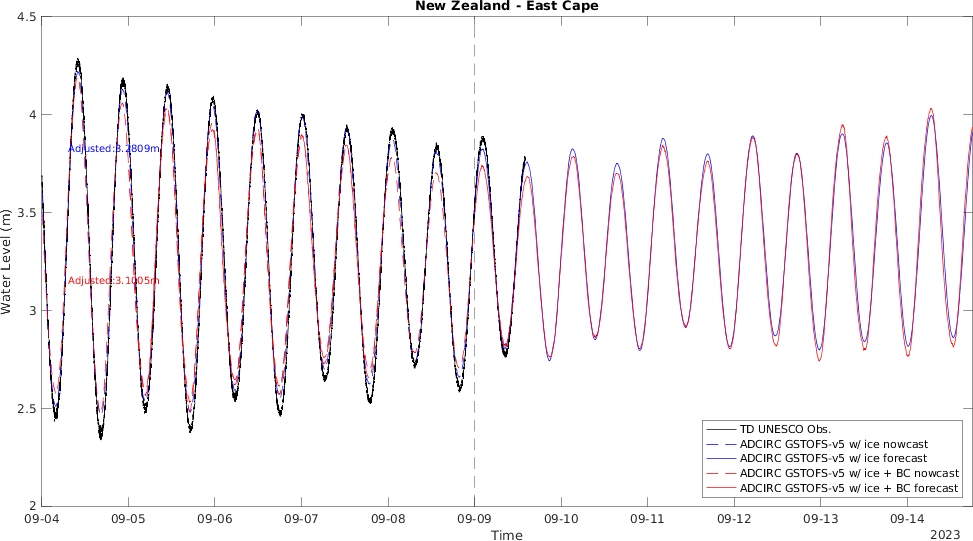 New Zealand - East Cape
4.5
4
3.5
3
2.5
2
Water Level (m)
Adjusted:3.2809m
Adjusted:3.1005m
TD UNESCO Obs.
ADCIRC GSTOFS-v5 w/ ice nowcast
ADCIRC GSTOFS-v5 w/ ice forecast
ADCIRC GSTOFS-v5 w/ ice + BC nowcast
ADCIRC GSTOFS-v5 w/ ice + BC forecast
09-04 09-05 09-06 09-07 09-08 09-09 09-10 09-11 09-12 09-13 09-14
Time
2023